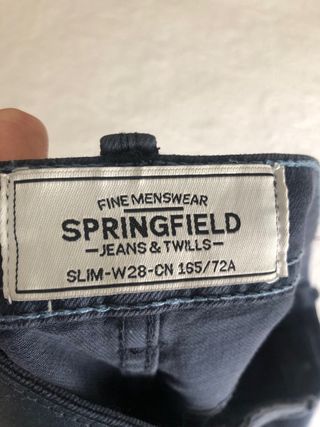 FINE MENSWEAR
SPRINGFIELD
-JEANS & TWILLS-
SLIM-W28-CN 165/72A